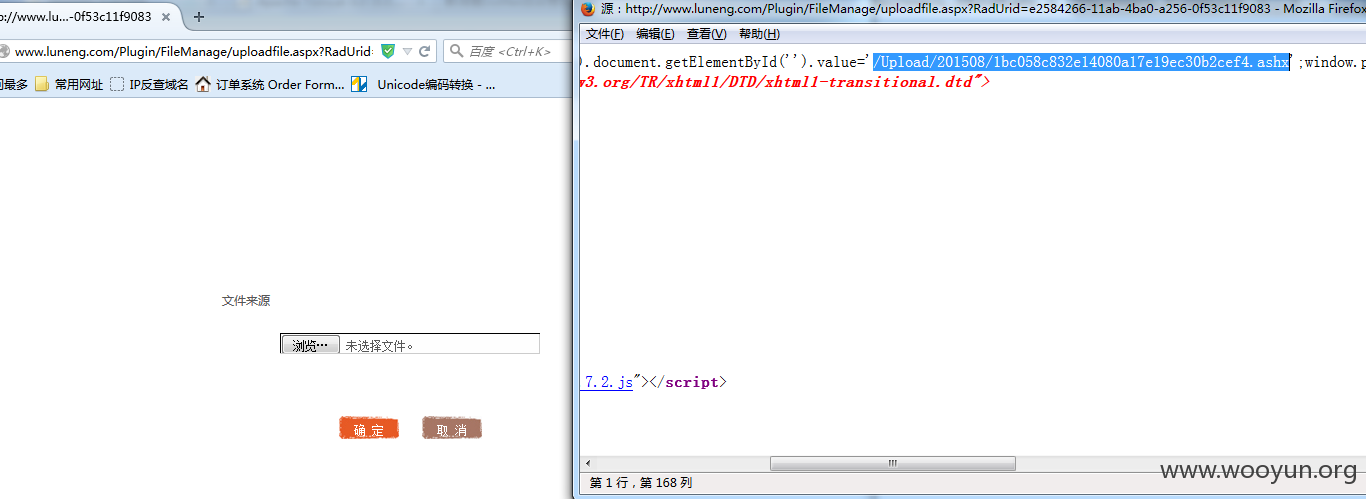 ://www.lu...-0f53c11f9083
www.luneng.com/Plugin/FileManage/uploadfile.aspx?RadUrid=
百度 <Ctrl+K>
问最多 常用网址 IP反查域名 订单系统 Order Form... Unicode编码转换 - ...
文件来源
浏览… 未选择文件。
确 定 取 消
源 : http://www.luneng.com/Plugin/FileManage/uploadfile.aspx?RadUrid=e2584266-11ab-4ba0-a256-0f53c11f9083 - Mozilla Firefox
文件(F) 编辑(E) 查看(V) 帮助(H)
).document.getElementById('').value='/Upload/201508/1bc058c832e14080a17e19ec30b2cef4.ashx' ;window.p
w3.org/TR/xhtml1/DTD/xhtml1-transitional.dtd">
7.2.js"></script>
第 1 行，第 168 列
www.wooyun.org